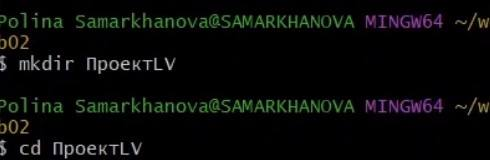 Polina Samarkhanova@SAMARKHANOVA MINGW64 ~/w
b02
$ mkdir ПроектLV
Polina Samarkhanova@SAMARKHANOVA MINGW64 ~/w
b02
$ cd ПроектLV